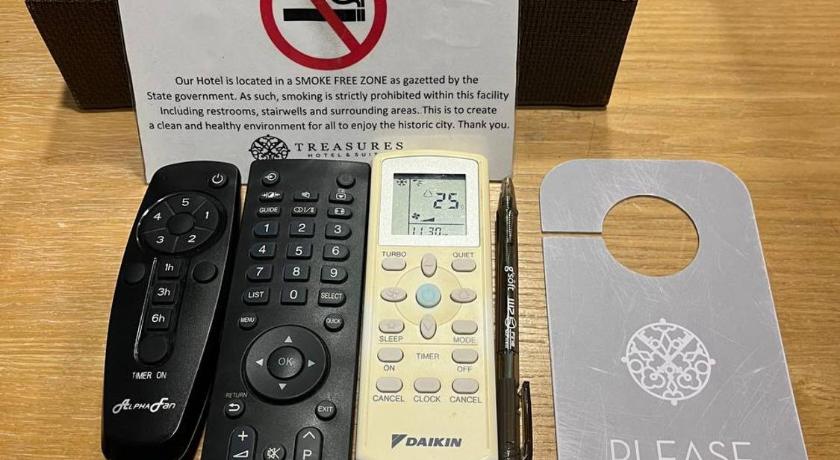 Our Hotel is located in a SMOKE FREE ZONE as gazetted by the
State government. As such, smoking is strictly prohibited within this facility
Including restrooms, stairwells and surrounding areas. This is to create
a clean and healthy environment for all to enjoy the historic city. Thank you.
TREASURES
HOTEL & SUITES
5
4 1
3 2
1h
3h
6h
TIMER ON
ALPHA Fan
GUIDE
1 2 3
4 5 6
7 8 9
LIST 0 SELECT
MENU QUICK
OK
RETURN
EXIT
+
P
25
11:30
TURBO QUIET
SLEEP MODE
ON TIMER OFF
CANCEL CLOCK CANCEL
DAIKIN
g'soft
PLEASE